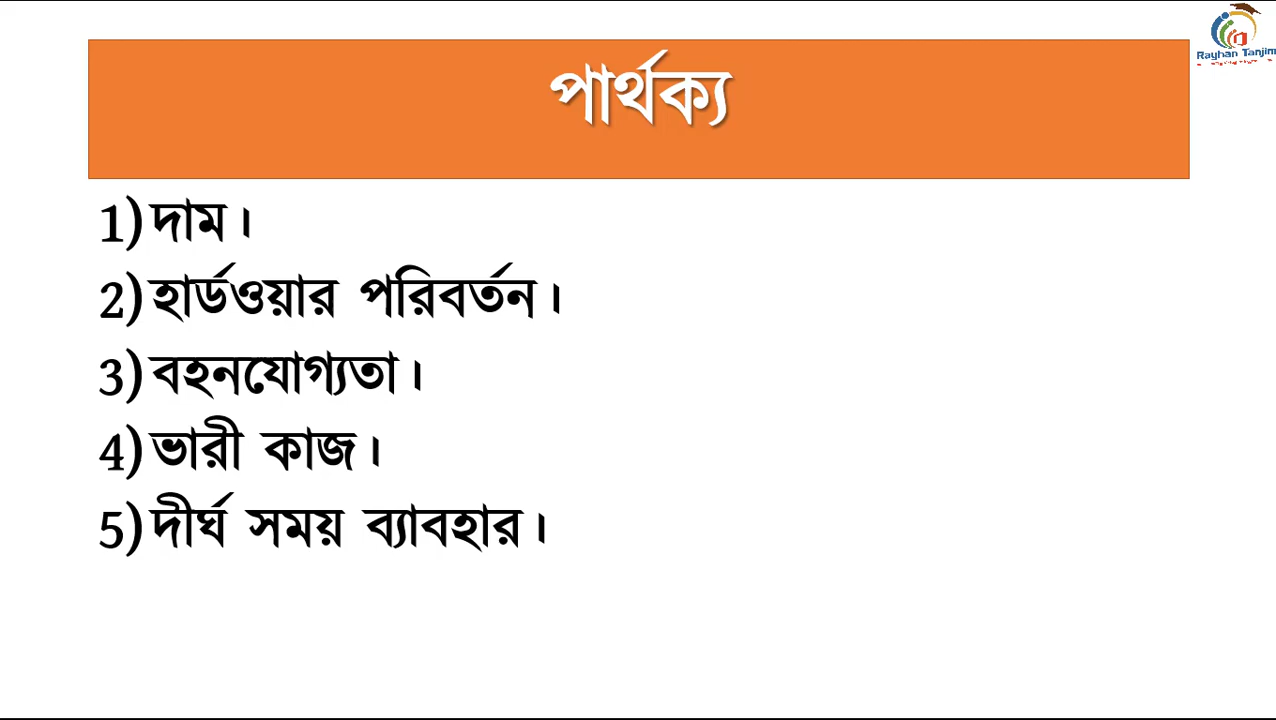 Rayhan Tanjim
পার্থক্য
1) দাম।
2) হার্ডওয়ার পরিবর্তন।
3) বহনযোগ্যতা।
4) ভারী কাজ।
5) দীর্ঘ সময় ব্যাবহার।